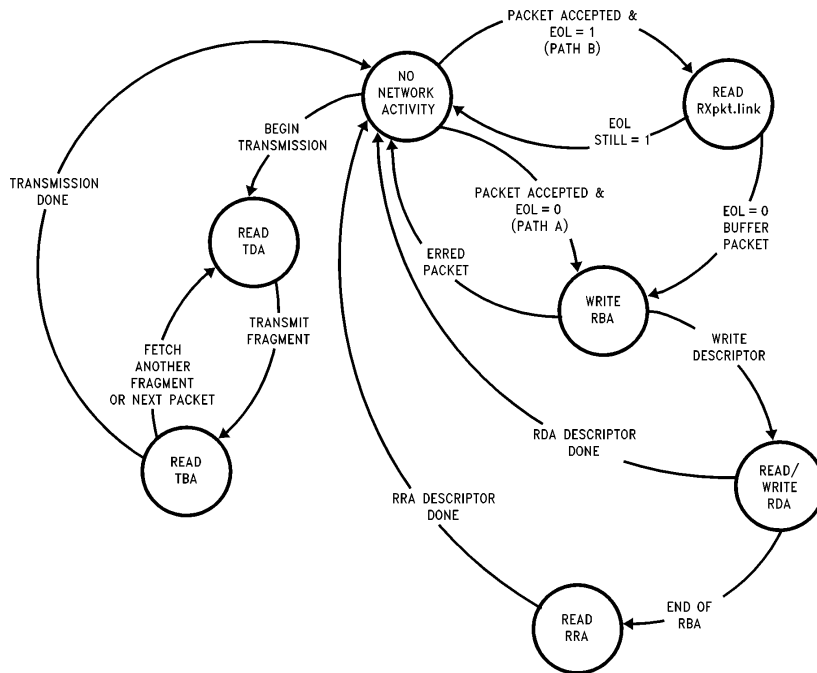 PACKET ACCEPTED &
EOL = 1
(PATH B)
NO
NETWORK
ACTIVITY
READ
RXpkt.link
EOL
STILL = 1
BEGIN
TRANSMISSION
TRANSMISSION
DONE
PACKET ACCEPTED &
EOL = 0
(PATH A)
EOL = 0
BUFFER
PACKET
READ
TDA
ERRED
PACKET
WRITE
RBA
TRANSMIT
FRAGMENT
WRITE
DESCRIPTOR
FETCH
ANOTHER
FRAGMENT
OR NEXT PACKET
RDA DESCRIPTOR
DONE
READ
TBA
READ/
WRITE
RDA
RRA DESCRIPTOR
DONE
END OF
RBA
READ
RRA